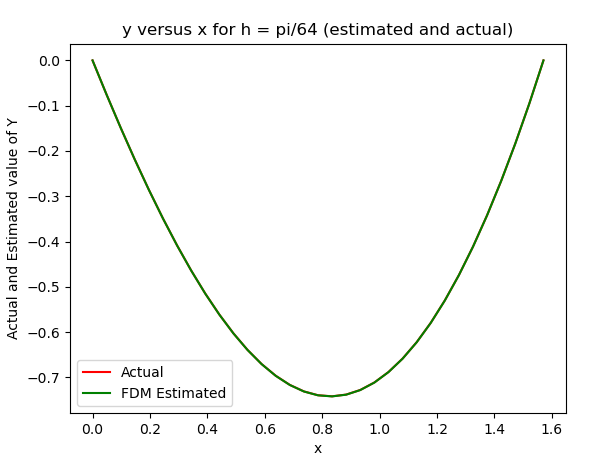 y versus x for h = pi/64 (estimated and actual)
Actual and Estimated value of Y
0.0
−0.1
−0.2
−0.3
−0.4
−0.5
−0.6
−0.7
Actual
FDM Estimated
0.0 0.2 0.4 0.6 0.8 1.0 1.2 1.4 1.6
x